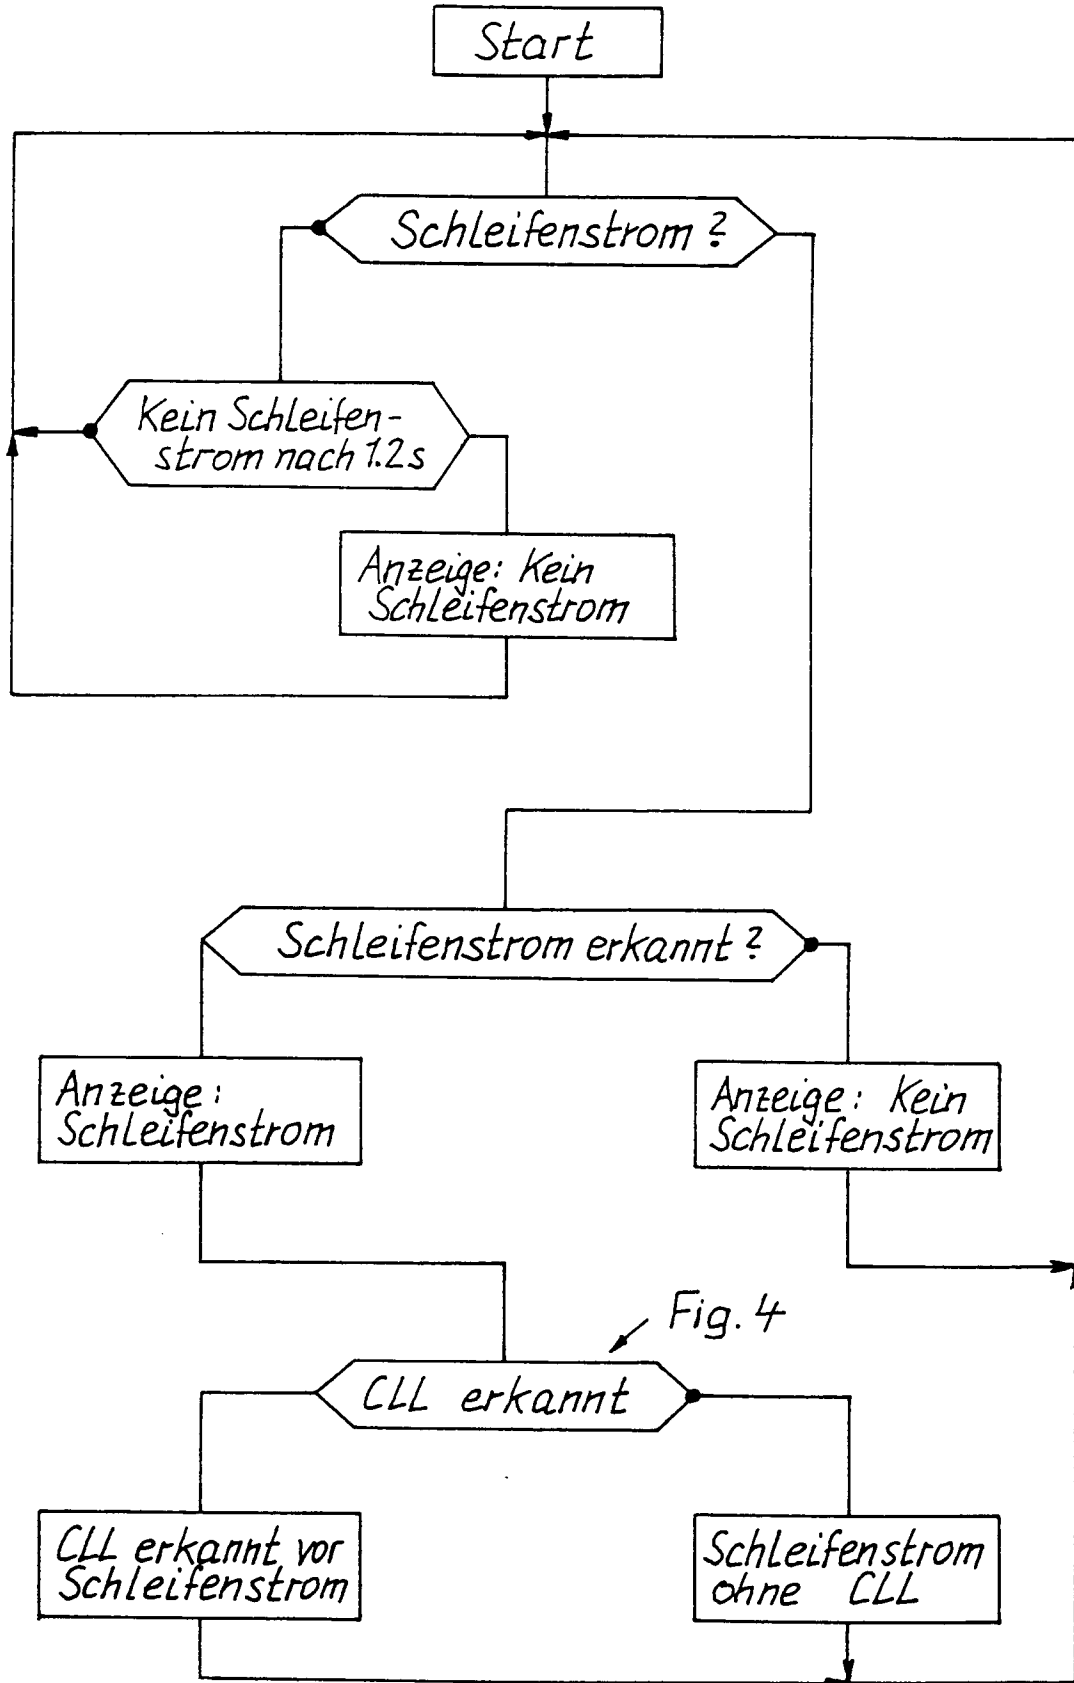 Start
Schleifenstrom?
Kein Schleifen-
strom nach 1.2s
Anzeige: Kein
Schleifenstrom
Schleifenstrom erkannt?
Anzeige:
Schleifenstrom
Anzeige: Kein
Schleifenstrom
Fig. 4
CLL erkannt
CLL erkannt vor
Schleifenstrom
Schleifenstrom
ohne CLL